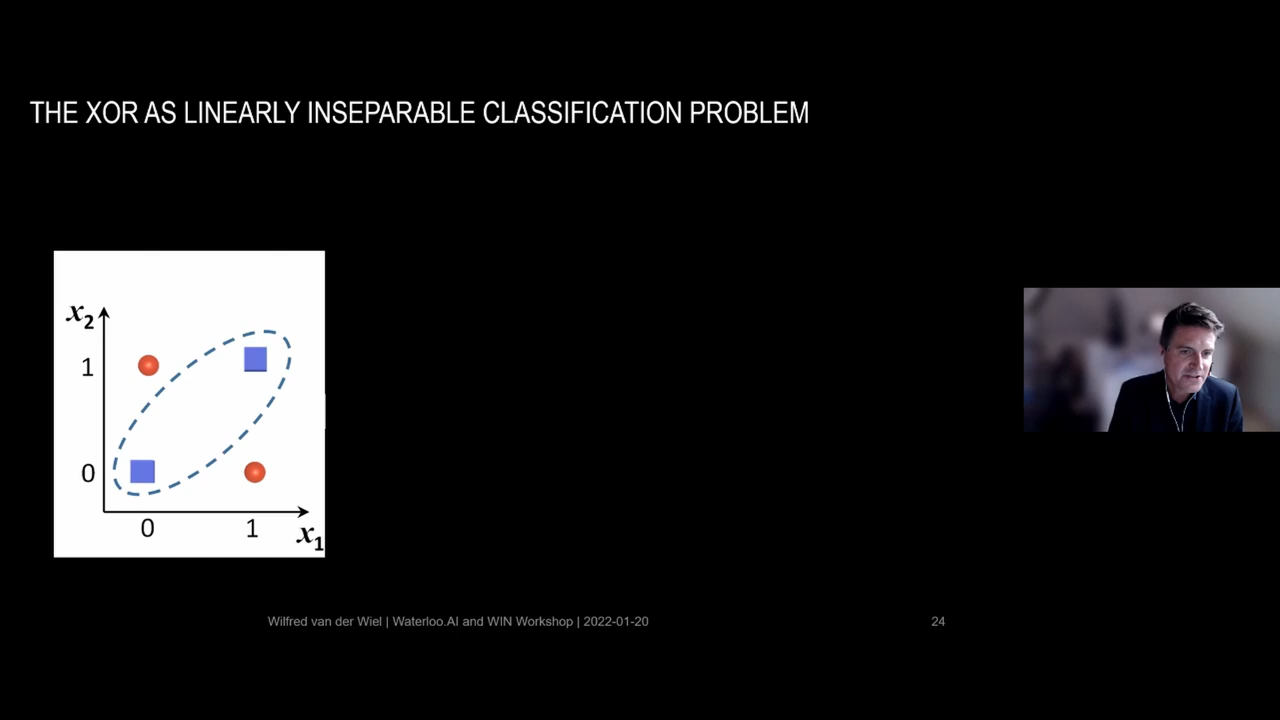 THE XOR AS LINEARLY INSEPARABLE CLASSIFICATION PROBLEM
x2
1
0
0 1
x1
Wilfred van der Wiel | Waterloo.AI and WIN Workshop | 2022-01-20 24